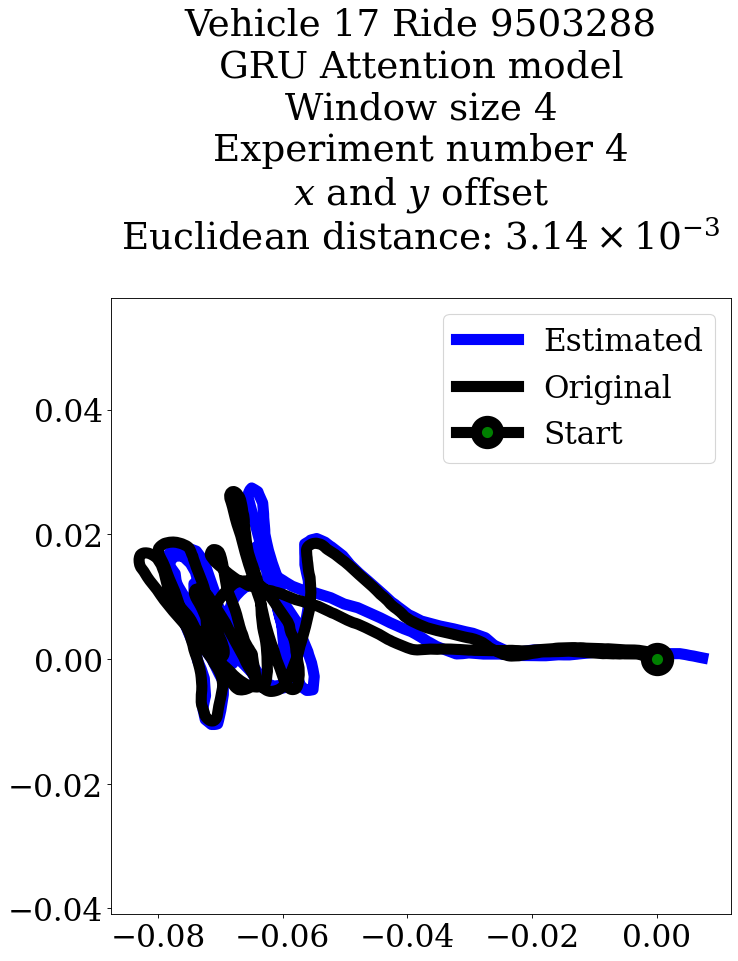 Vehicle 17 Ride 9503288
GRU Attention model
Window size 4
Experiment number 4
x and y offset
Euclidean distance: 3.14 × 10⁻³
Estimated
Original
Start
0.04
0.02
0.00
−0.02
−0.04
−0.08 −0.06 −0.04 −0.02 0.00